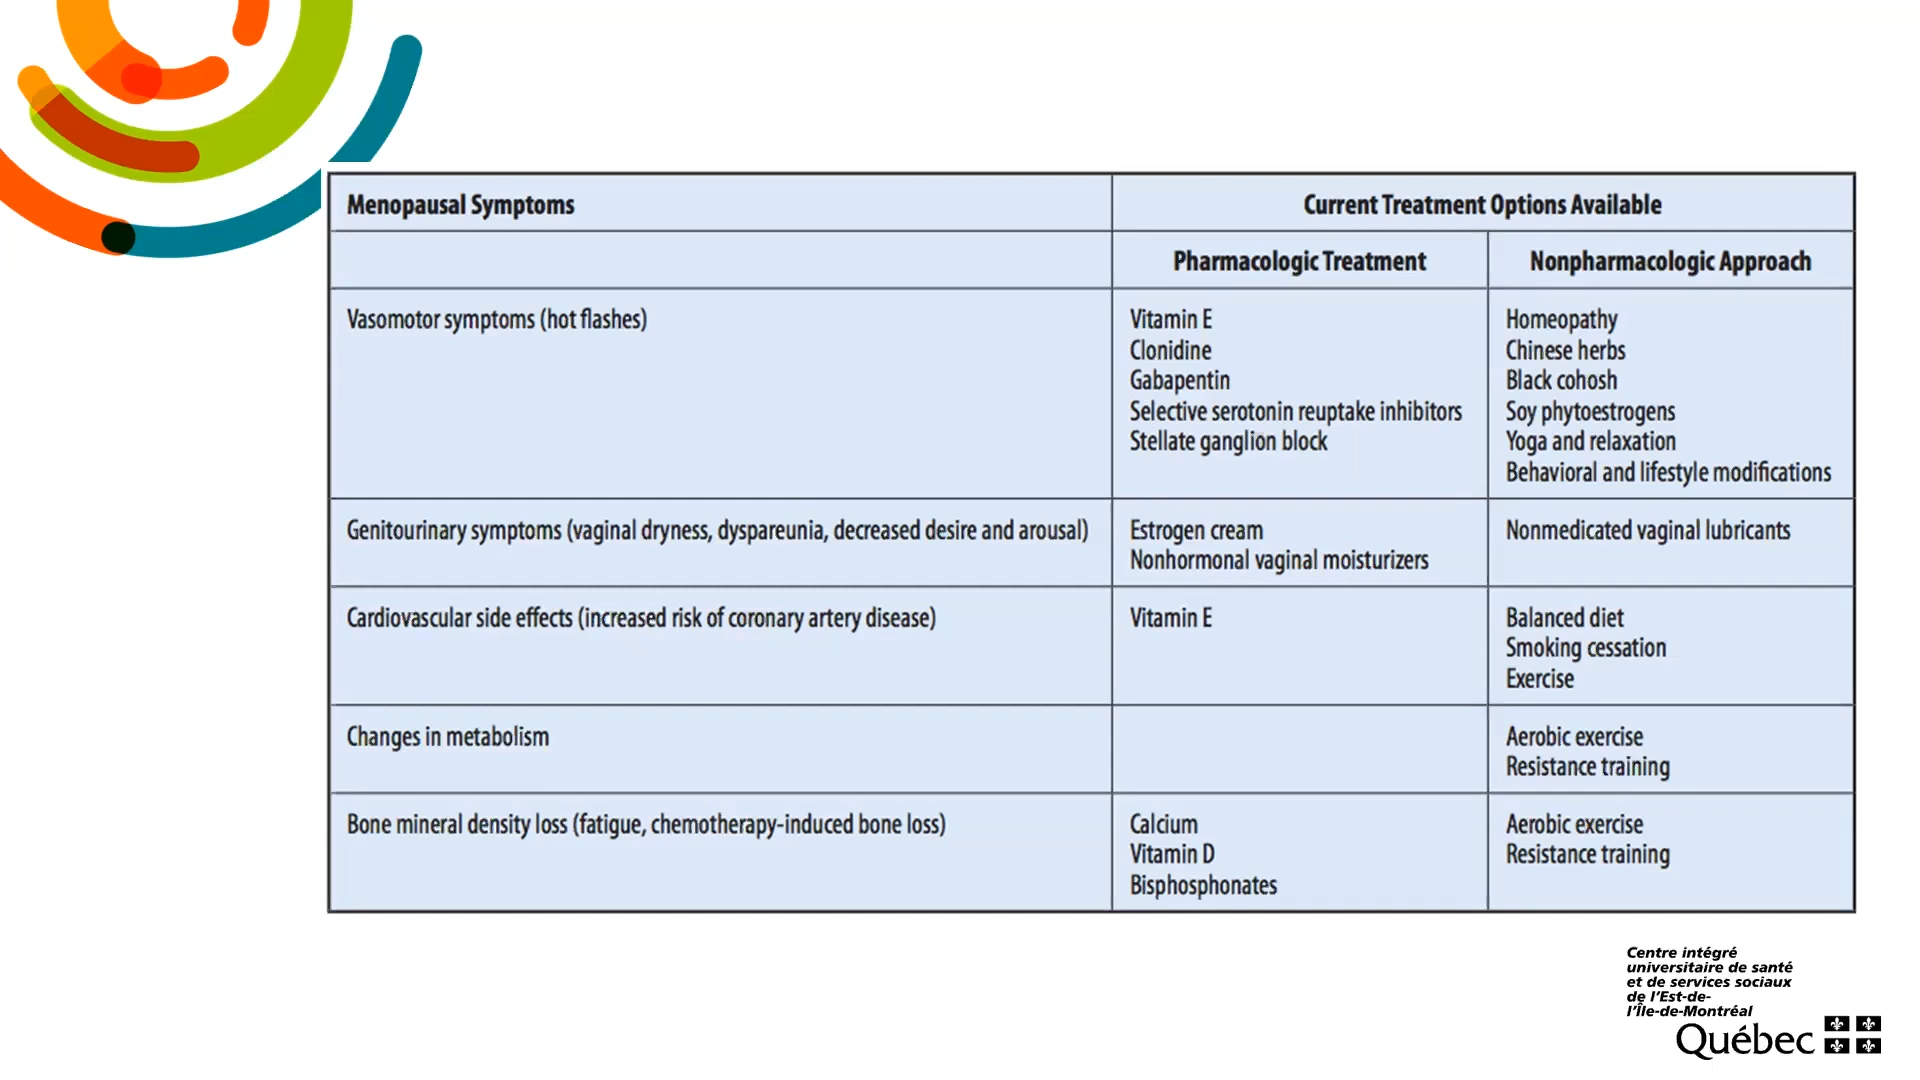 Menopausal Symptoms
Current Treatment Options Available
Pharmacologic Treatment
Nonpharmacologic Approach
Vasomotor symptoms (hot flashes)
Vitamin E
Clonidine
Gabapentin
Selective serotonin reuptake inhibitors
Stellate ganglion block
Homeopathy
Chinese herbs
Black cohosh
Soy phytoestrogens
Yoga and relaxation
Behavioral and lifestyle modifications
Genitourinary symptoms (vaginal dryness, dyspareunia, decreased desire and arousal)
Estrogen cream
Nonhormonal vaginal moisturizers
Nonmedicated vaginal lubricants
Cardiovascular side effects (increased risk of coronary artery disease)
Vitamin E
Balanced diet
Smoking cessation
Exercise
Changes in metabolism
Aerobic exercise
Resistance training
Bone mineral density loss (fatigue, chemotherapy-induced bone loss)
Calcium
Vitamin D
Bisphosphonates
Aerobic exercise
Resistance training
Centre intégré
universitaire de santé
et de services sociaux
de l'Est-de-
l'Île-de-Montréal
Québec